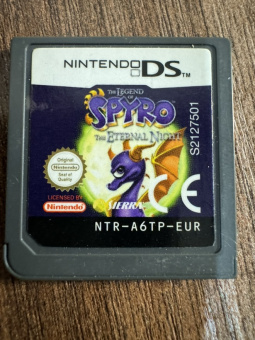 NINTENDO DS™
THE LEGEND
OF
SPYRO
THE ETERNAL NIGHT
Original
Nintendo
Seal of
Quality
LICENSED BY
Nintendo
SIERRA
CE
S2127501
NTR-A6TP-EUR